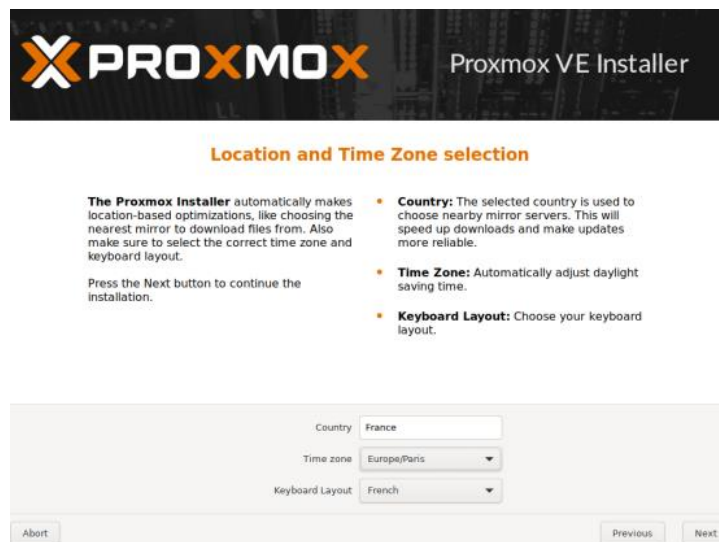 PROXMOX
Proxmox VE Installer
Location and Time Zone selection
The Proxmox Installer automatically makes
location-based optimizations, like choosing the
nearest mirror to download files from. Also
make sure to select the correct time zone and
keyboard layout.
Press the Next button to continue the
installation.
• Country: The selected country is used to
choose nearby mirror servers. This will
speed up downloads and make updates
more reliable.
• Time Zone: Automatically adjust daylight
saving time.
• Keyboard Layout: Choose your keyboard
layout.
Country France
Time zone Europe/Paris
Keyboard Layout French
Abort Previous Next